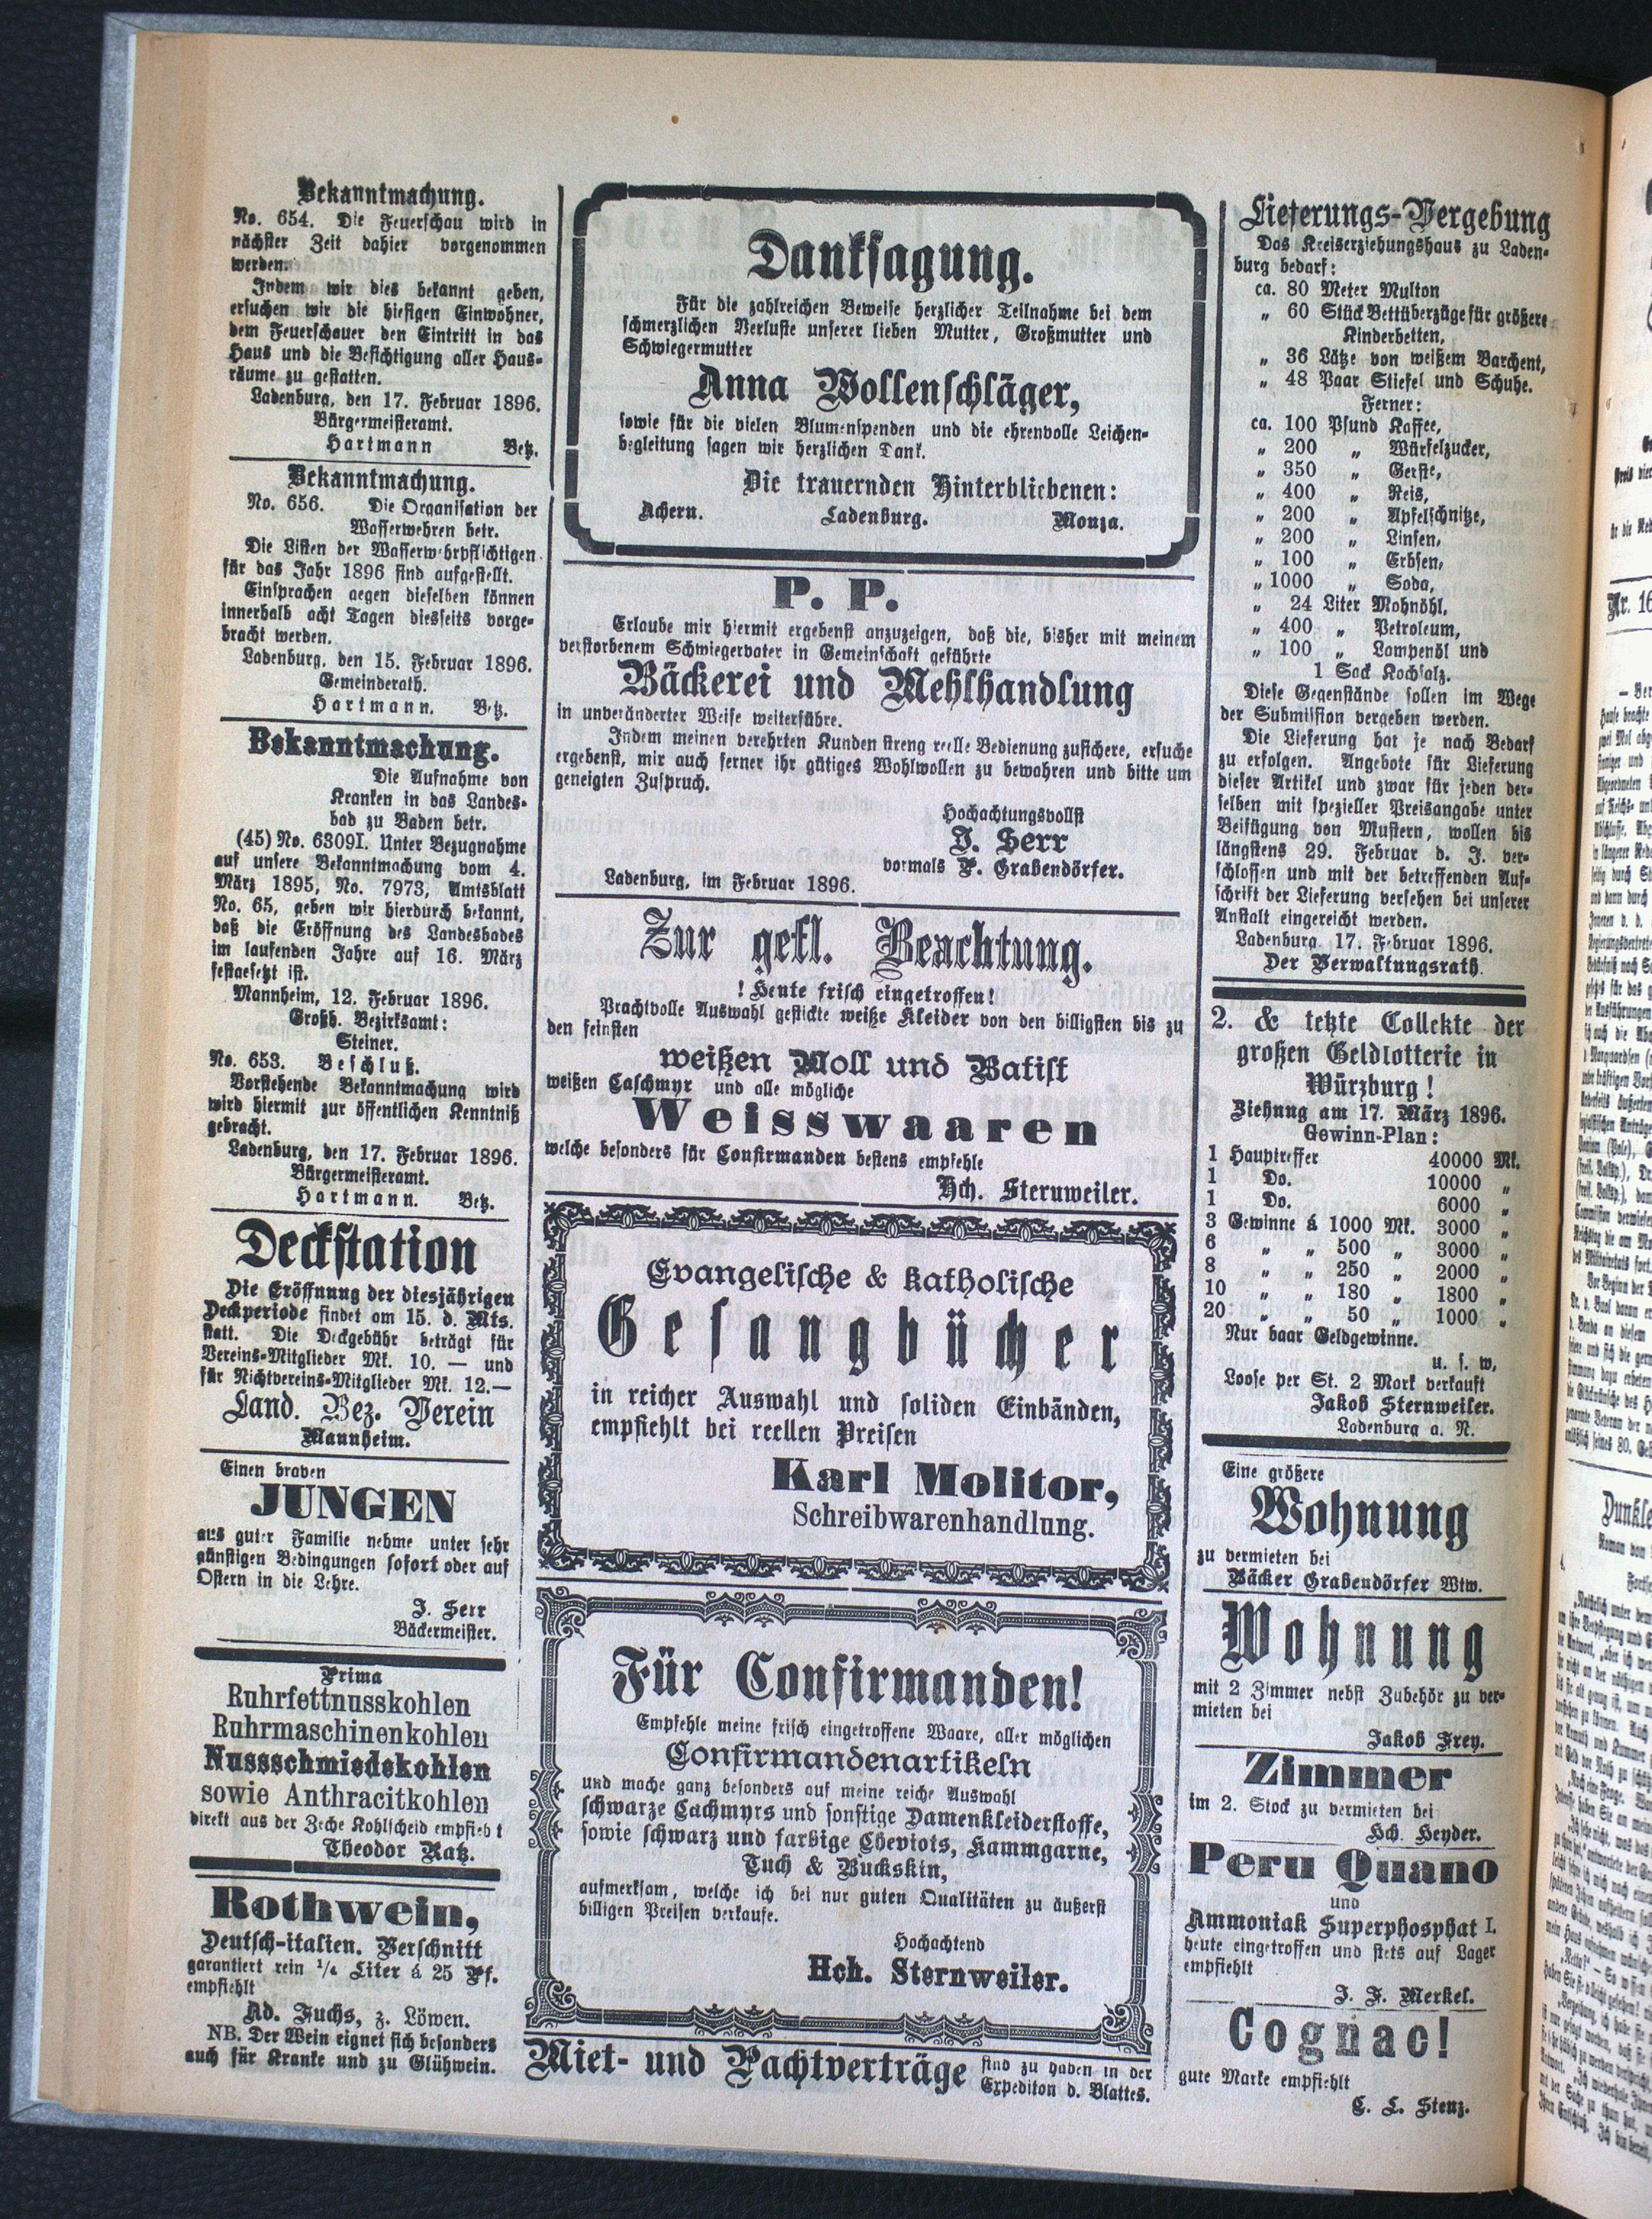 Bekanntmachung.
No. 654. Die Feuerschau wird in
nächster Zeit dahier vorgenommen
werden.
Indem wir dies bekannt geben,
ersuchen wir die hiesigen Einwohner,
dem Feuerschauer den Eintritt in das
Haus und die Besichtigung aller Haus-
räume zu gestatten.
Ladenburg, den 17. Februar 1896.
Bürgermeisteramt.
Hartmann Betz.
Bekanntmachung.
No. 656. Die Organisation der
Wasserwehren betr.
Die Listen der Wasserwehrpflichtigen
für das Jahr 1896 sind aufgestellt.
Einsprachen gegen dieselben können
innerhalb acht Tagen diesseits vorge-
bracht werden.
Ladenburg, den 15. Februar 1896.
Gemeinderath.
Hartmann. Betz.
Bekanntmachung.
Die Aufnahme von
Kranken in das Landes-
bad zu Baden betr.
(45) No. 6309I. Unter Bezugnahme
auf unsere Bekanntmachung vom 4.
März 1895, No. 7973, Amtsblatt
No. 65, geben wir hierdurch bekannt,
daß die Eröffnung des Landesbades
im laufenden Jahre auf 16. März
festgesetzt ist.
Mannheim, 12. Februar 1896.
Großh. Bezirksamt:
Steiner.
No. 653. Beschluß.
Vorstehende Bekanntmachung wird
wird hiermit zur öffentlichen Kenntniß
gebracht.
Ladenburg, den 17. Februar 1896.
Bürgermeisteramt.
Hartmann. Betz.
Deckstation
Die Eröffnung der diesjährigen
Deckperiode findet am 15. d. Mts.
statt. Die Deckgebühr beträgt für
Vereins-Mitglieder Mk. 10. — und
für Nichtvereins-Mitglieder Mk. 12.—
Land. Bez. Verein
Mannheim.
Einen braven
JUNGEN
aus guter Familie nehme unter sehr
günstigen Bedingungen sofort oder auf
Ostern in die Lehre.
J. Serr
Bäckermeister.
Prima
Ruhrfettnusskohlen
Ruhrmaschinenkohlen
Nussschmiedekohlen
sowie Anthracitkohlen
direkt aus der Zeche Kohlscheid empfiehlt
Theodor Katz.
Rothwein,
Deutsch-italien. Verschnitt
garantiert rein 1/4 Liter á 25 Pf.
empfiehlt
Ad. Fuchs, z. Löwen.
NB. Der Wein eignet sich besonders
auch für Kranke und zu Glühwein.
Danksagung.
Für die zahlreichen Beweise herzlicher Teilnahme bei dem
schmerzlichen Verluste unserer lieben Mutter, Großmutter und
Schwiegermutter
Anna Wollenschläger,
sowie für die vielen Blumenspenden und die ehrenvolle Leichen-
begleitung sagen wir herzlichen Dank.
Die trauernden Hinterbliebenen:
Achern. Ladenburg. Monza.
P. P.
Erlaube mir hiermit ergebenst anzuzeigen, daß die, bisher mit meinem
verstorbenem Schwiegervater in Gemeinschaft geführte
Bäckerei und Mehlhandlung
in unveränderter Weise weiterführe.
Indem meinen verehrten Kunden streng reelle Bedienung zusichere, ersuche
ergebenst, mir auch ferner ihr gütiges Wohlwollen zu bewahren und bitte um
geneigten Zuspruch.
Hochachtungsvollst
J. Serr
vormals P. Grabendörfer.
Ladenburg, im Februar 1896.
Zur gefl. Beachtung.
! Heute frisch eingetroffen!
Prachtvolle Auswahl gestickte weiße Kleider von den billigsten bis zu
den feinsten
weißen Moll und Batist
weißen Caschmyr und alle mögliche
Weisswaaren
welche besonders für Confirmanden bestens empfehle
Hch. Sternweiler.
Evangelische & katholische
Gesangbücher
in reicher Auswahl und soliden Einbänden,
empfiehlt bei reellen Preisen
Karl Molitor,
Schreibwarenhandlung.
Für Confirmanden!
Empfehle meine frisch eingetroffene Waare, aller möglichen
Confirmandenartikeln
und mache ganz besonders auf meine reiche Auswahl
schwarze Cachmyrs und sonstige Damenkleiderstoffe,
sowie schwarz und farbige Cheviots, Kammgarne,
Tuch & Buckskin,
aufmerksam, welche ich bei nur guten Qualitäten zu äußerst
billigen Preisen verkaufe.
Hochachtend
Hch. Sternweiler.
Miet- und Pachtverträge sind zu haben in der
Expediton d. Blattes.
Lieferungs-Vergebung
Das Kreiserziehungshaus zu Laden-
burg bedarf:
ca. 80 Meter Multon
„ 60 Stück Bettüberzüge für größere
Kinderbetten,
„ 36 Lätze von weißem Barchent,
„ 48 Paar Stiefel und Schuhe.
Ferner:
ca. 100 Pfund Kaffee,
„ 200 „ Würfelzucker,
„ 350 „ Gerste,
„ 400 „ Reis,
„ 200 „ Apfelschnitze,
„ 200 „ Linsen,
„ 100 „ Erbsen,
„ 1000 „ Soda,
„ 24 Liter Mohnöhl,
„ 400 „ Petroleum,
„ 100 „ Lampenöl und
1 Sack Kochsalz.
Diese Gegenstände sollen im Wege
der Submission vergeben werden.
Die Lieferung hat je nach Bedarf
zu erfolgen. Angebote für Lieferung
dieser Artikel und zwar für jeden der-
selben mit spezieller Preisangabe unter
Beifügung von Mustern, wollen bis
längstens 29. Februar d. J. ver-
schlossen und mit der betreffenden Auf-
schrift der Lieferung versehen bei unserer
Anstalt eingereicht werden.
Ladenburg, 17. Februar 1896.
Der Verwaltungsrath.
2. & letzte Collekte der
großen Geldlotterie in
Würzburg!
Ziehung am 17. März 1896.
Gewinn-Plan:
1 Hauptreffer 40000 Mk.
1 Do. 10000 „
1 Do. 6000 „
3 Gewinne á 1000 Mk. 3000 „
6 „ „ 500 „ 3000 „
8 „ „ 250 „ 2000 „
10 „ „ 180 „ 1800 „
20 „ „ 50 „ 1000 „
Nur baar Geldgewinne.
u. s. w,
Loose per St. 2 Mark verkauft
Jakob Sternweiler.
Ladenburg a. N.
Eine größere
Wohnung
zu vermieten bei
Bäcker Grabendörfer Wtw.
Wohnung
mit 2 Zimmer nebst Zubehör zu ver-
mieten bei
Jakob Frey.
Zimmer
im 2. Stock zu vermieten bei
Hch. Heyder.
Peru Quano
und
Ammoniak Superphosphat I.
heute eingetroffen und stets auf Lager
empfiehlt
J. F. Merkel.
Cognac!
gute Marke empfiehlt
C. L. Stenz.
Nr. 16